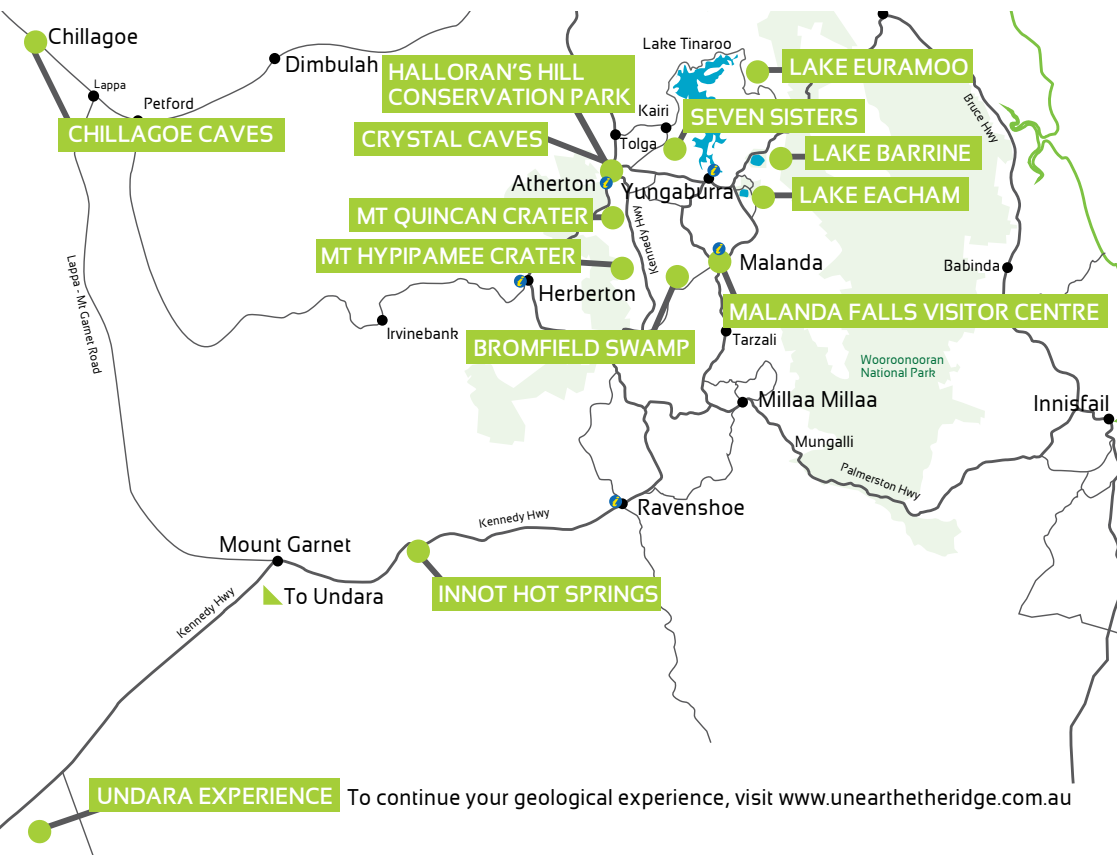 Chillagoe
Lake Tinaroo
Dimbulah
HALLORAN'S HILL
CONSERVATION PARK
LAKE EURAMOO
Lappa
Petford
Kairi
SEVEN SISTERS
Bruce Hwy
CHILLAGOE CAVES
CRYSTAL CAVES
Tolga
LAKE BARRINE
Atherton
Yungaburra
LAKE EACHAM
MT QUINCAN CRATER
Kennedy Hwy
MT HYPIPAMEE CRATER
Malanda
Babinda
Lappa - Mt Garnet Road
Herberton
MALANDA FALLS VISITOR CENTRE
Irvinebank
BROMFIELD SWAMP
Tarzali
Wooroonooran
National Park
Millaa Millaa
Innisfail
Mungalli
Palmerston Hwy
Ravenshoe
Kennedy Hwy
Mount Garnet
INNOT HOT SPRINGS
To Undara
Kennedy Hwy
UNDARA EXPERIENCE
To continue your geological experience, visit www.unearthetheridge.com.au